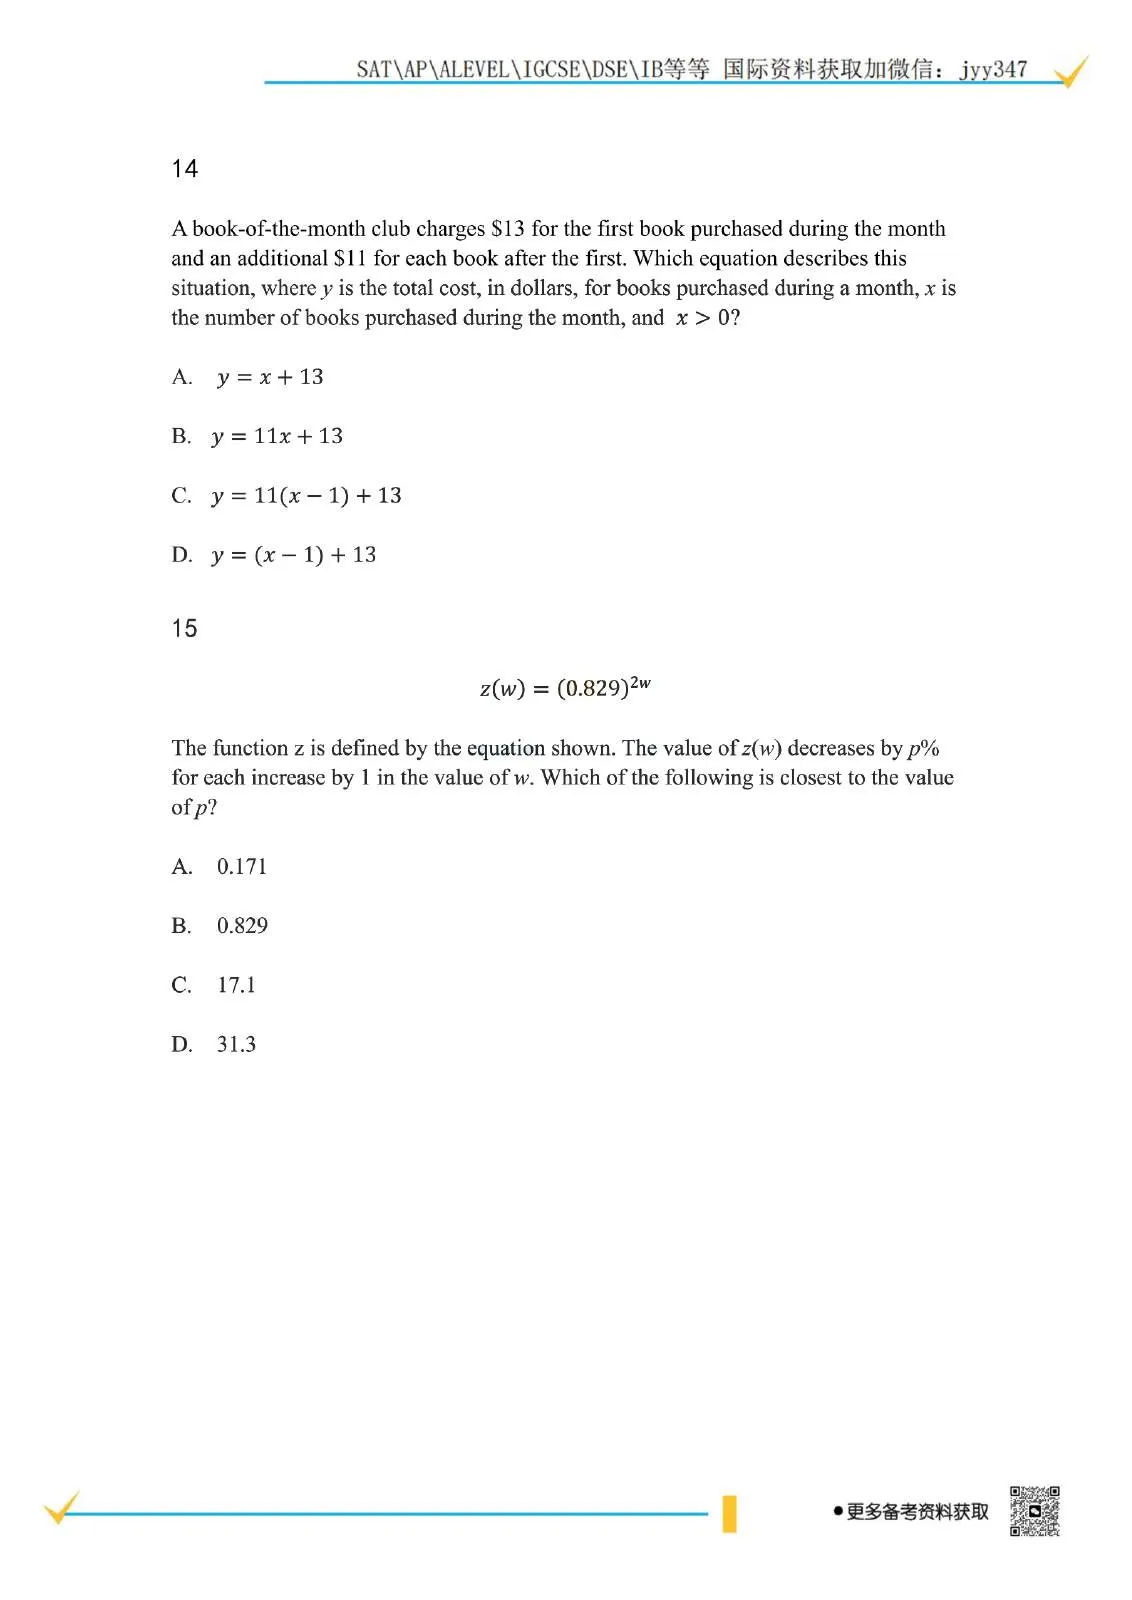 SAT\AP\ALEVEL\IGCSE\DSE\IB等等 国际资料获取加微信：jyy347
14
A book-of-the-month club charges $13 for the first book purchased during the month
and an additional $11 for each book after the first. Which equation describes this
situation, where y is the total cost, in dollars, for books purchased during a month, x is
the number of books purchased during the month, and x > 0?
A. y = x + 13
B. y = 11x + 13
C. y = 11(x − 1) + 13
D. y = (x − 1) + 13
15
z(w) = (0.829)^{2w}
The function z is defined by the equation shown. The value of z(w) decreases by p%
for each increase by 1 in the value of w. Which of the following is closest to the value
of p?
A. 0.171
B. 0.829
C. 17.1
D. 31.3
●更多备考资料获取